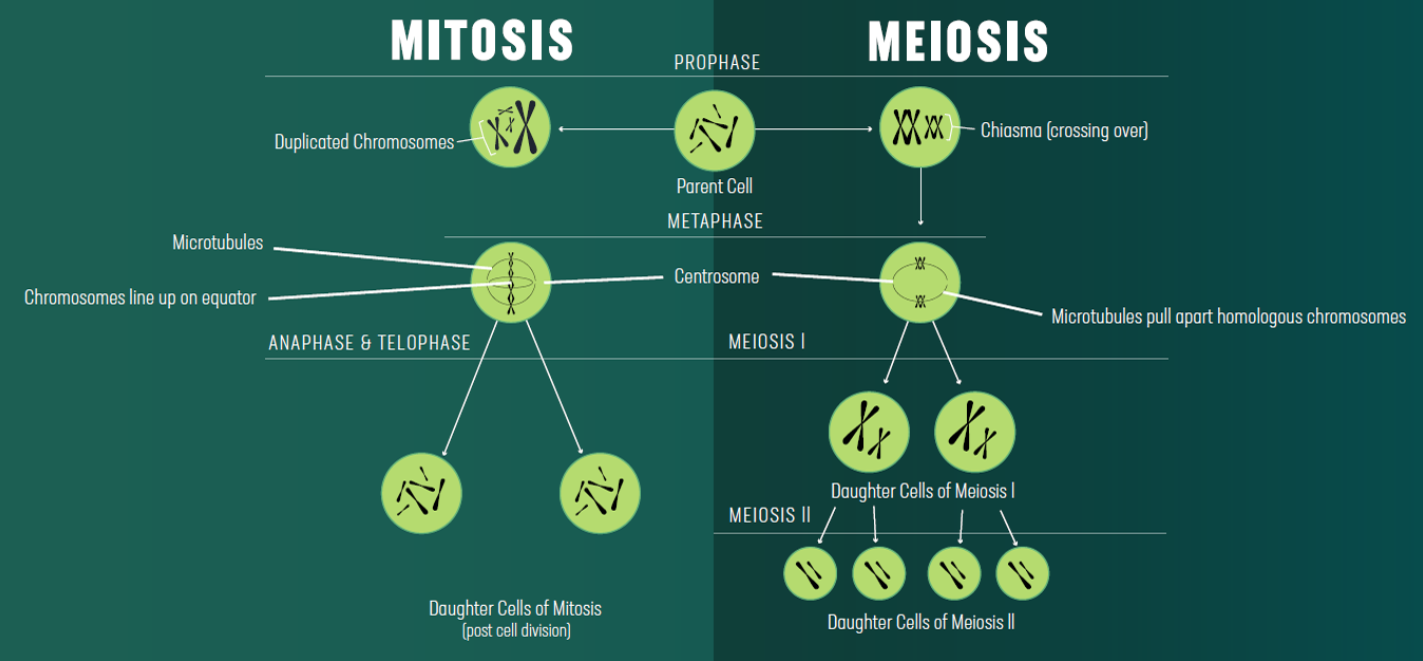 MITOSIS
MEIOSIS
PROPHASE
Duplicated Chromosomes
Chiasma (crossing over)
Parent Cell
METAPHASE
Microtubules
Centrosome
Chromosomes line up on equator
Microtubules pull apart homologous chromosomes
ANAPHASE & TELOPHASE
MEIOSIS I
Daughter Cells of Meiosis I
MEIOSIS II
Daughter Cells of Mitosis
(post cell division)
Daughter Cells of Meiosis II